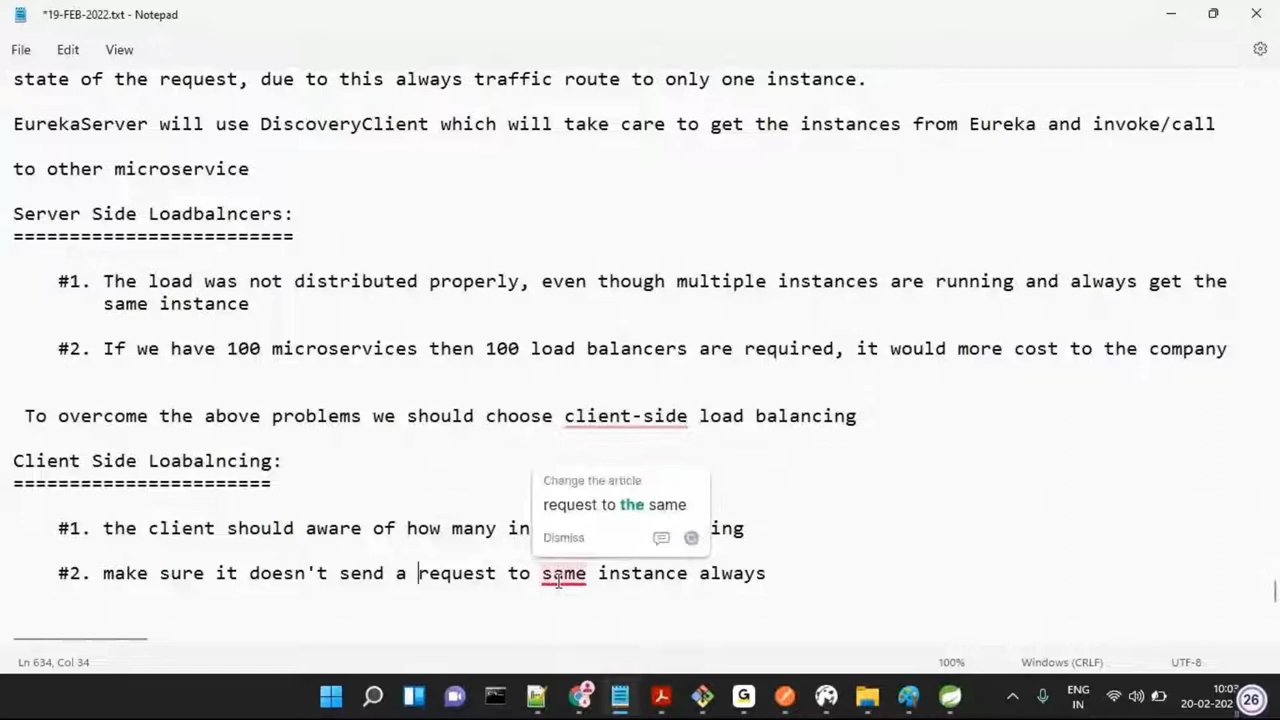 *19-FEB-2022.txt - Notepad
File Edit View
state of the request, due to this always traffic route to only one instance.
EurekaServer will use DiscoveryClient which will take care to get the instances from Eureka and invoke/call
to other microservice
Server Side Loadbalncers:
=========================
#1. The load was not distributed properly, even though multiple instances are running and always get the
same instance
#2. If we have 100 microservices then 100 load balancers are required, it would more cost to the company
To overcome the above problems we should choose client-side load balancing
Client Side Loabalncing:
=======================
Change the article
request to the same
Dismiss
#1. the client should aware of how many in ing
#2. make sure it doesn't send a request to same instance always
Ln 634, Col 34 100% Windows (CRLF) UTF-8
ENG 10:03
IN 20-02-202 26